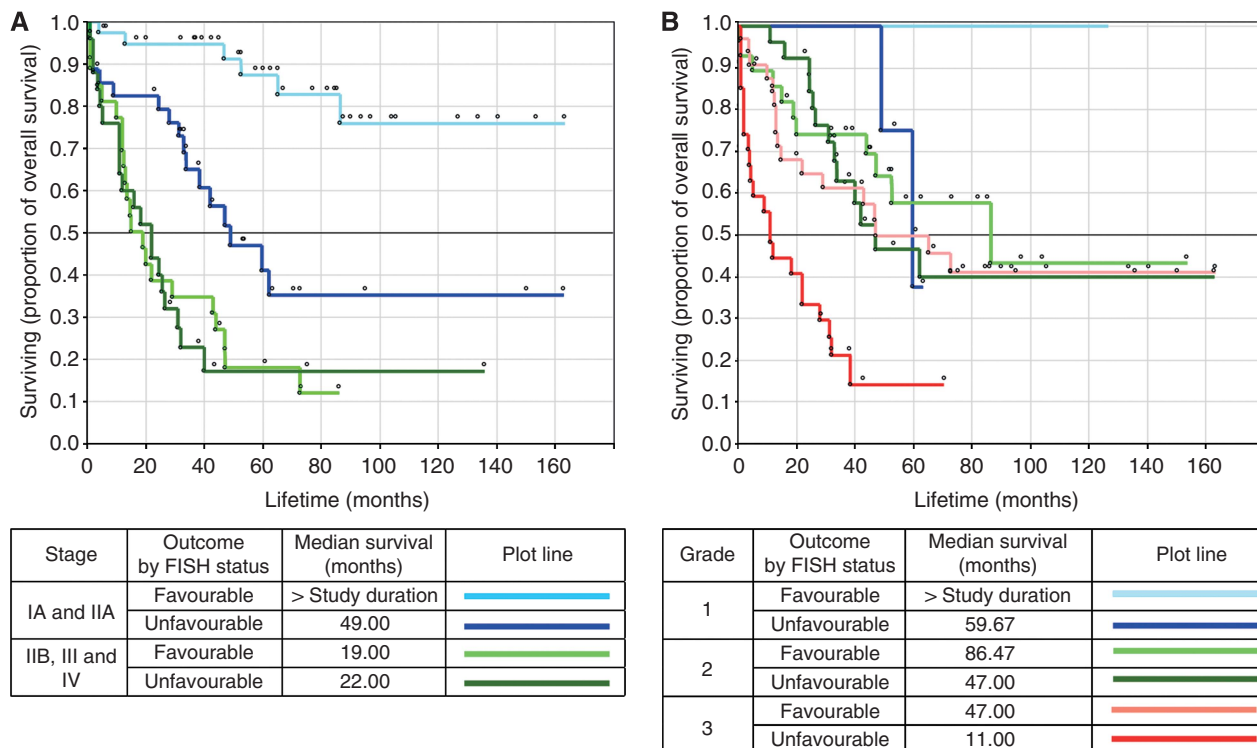 A
Surviving (proportion of overall survival)
1.0
0.9
0.8
0.7
0.6
0.5
0.4
0.3
0.2
0.1
0.0
0 20 40 60 80 100 120 140 160
Lifetime (months)
Stage
Outcome by FISH status
Median survival (months)
Plot line
IA and IIA
Favourable > Study duration
Unfavourable 49.00
IIB, III and IV
Favourable 19.00
Unfavourable 22.00
B
Surviving (proportion of overall survival)
1.0
0.9
0.8
0.7
0.6
0.5
0.4
0.3
0.2
0.1
0.0
0 20 40 60 80 100 120 140 160
Lifetime (months)
Grade
Outcome by FISH status
Median survival (months)
Plot line
1
Favourable > Study duration
Unfavourable 59.67
2
Favourable 86.47
Unfavourable 47.00
3
Favourable 47.00
Unfavourable 11.00